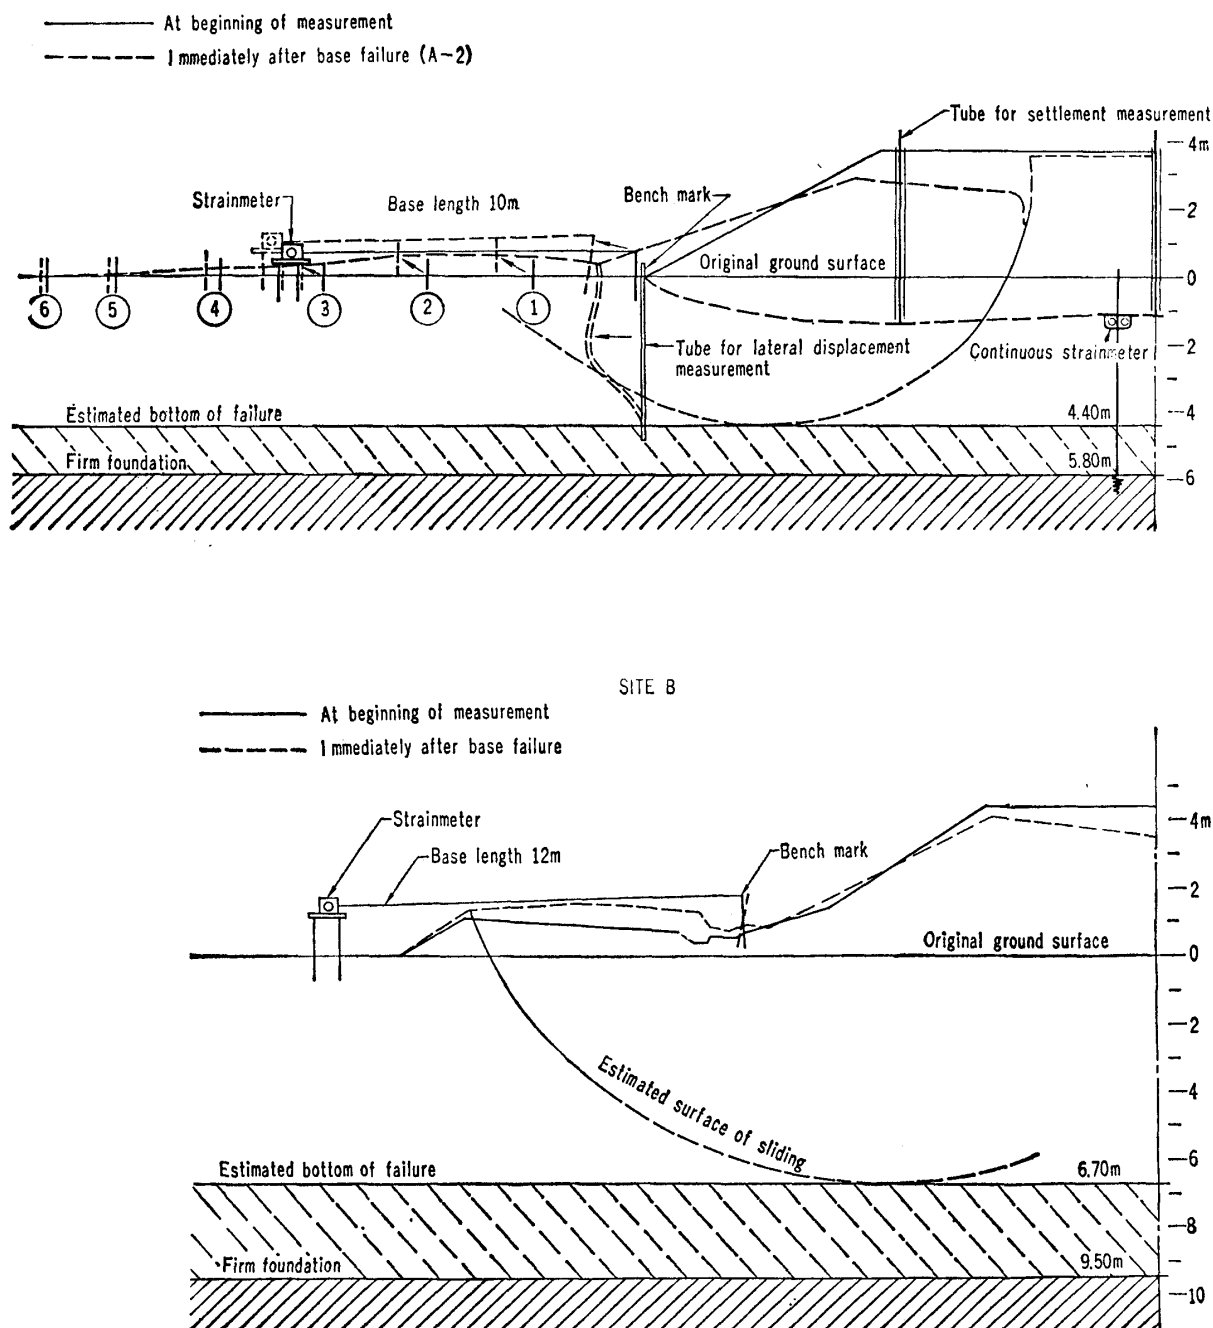 At beginning of measurement
Immediately after base failure (A-2)
Tube for settlement measurement
4m
Strainmeter
Base length 10m
Bench mark
2
Original ground surface
0
6
5
4
3
2
1
Tube for lateral displacement
measurement
Continuous strainmeter
2
Estimated bottom of failure
4.40m
4
Firm foundation
5.80m
6
SITE B
At beginning of measurement
Immediately after base failure
Strainmeter
4m
Base length 12m
Bench mark
2
Original ground surface
0
2
Estimated surface of sliding
4
Estimated bottom of failure
6.70m
6
8
Firm foundation
9.50m
10